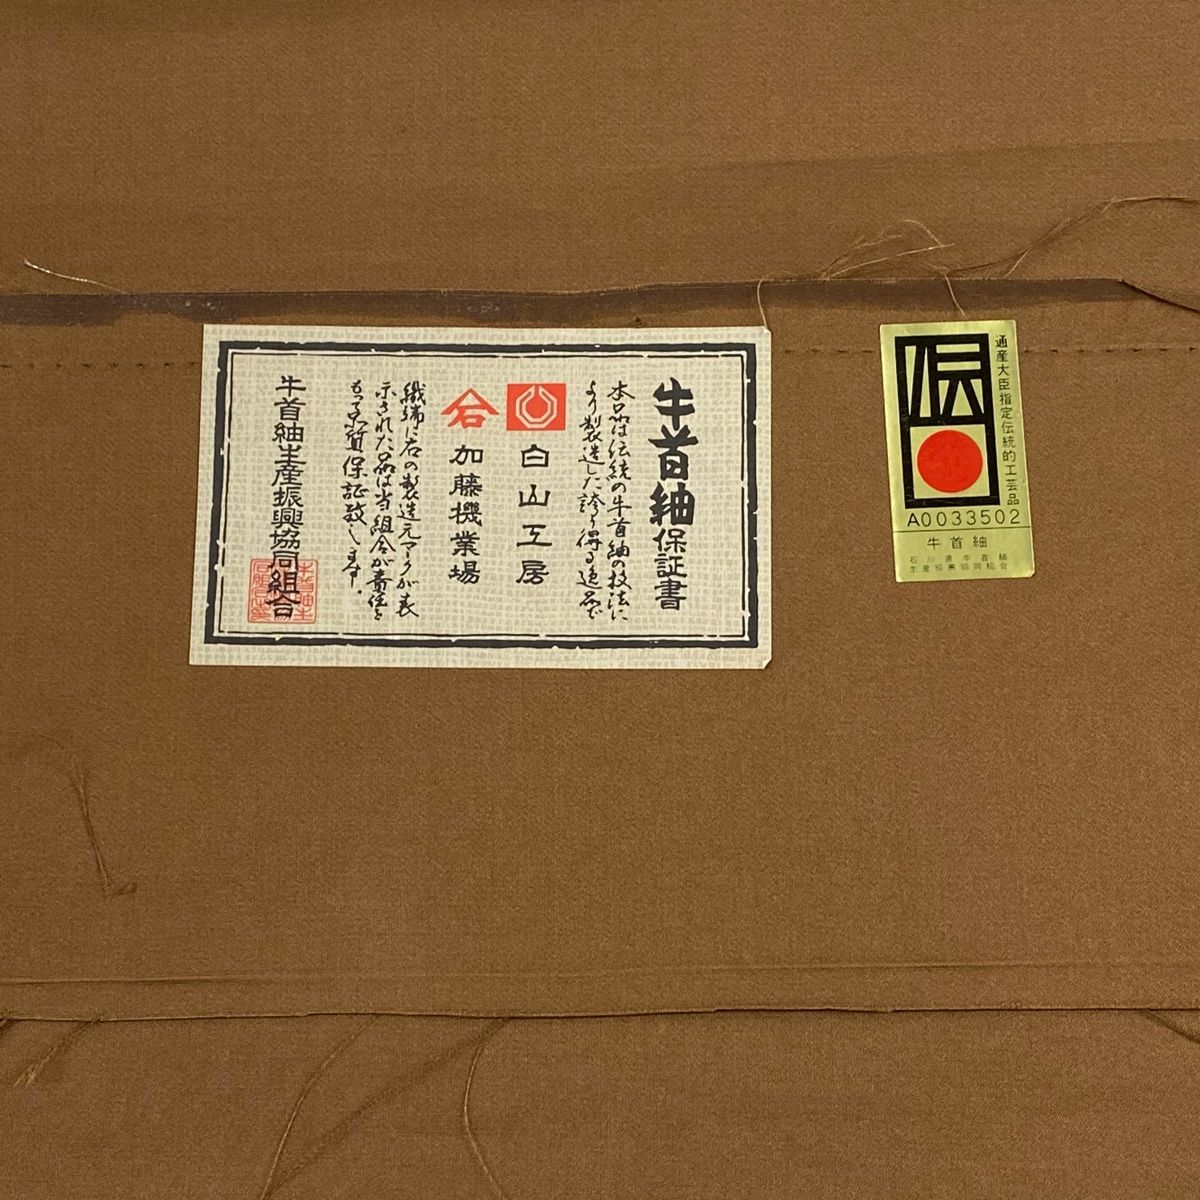 牛首紬保証書
本品は伝統の牛首紬の技法に
より製造した誇り得る逸品で
白山工房
加藤機業場
織端に右の製造元マークが表
示された品は当組合が責任を
もって品質保証致します。
牛首紬生産振興協同組合
通産大臣指定伝統的工芸品
伝
A0033502
牛首紬
石川県牛首紬
生産振興協同組合